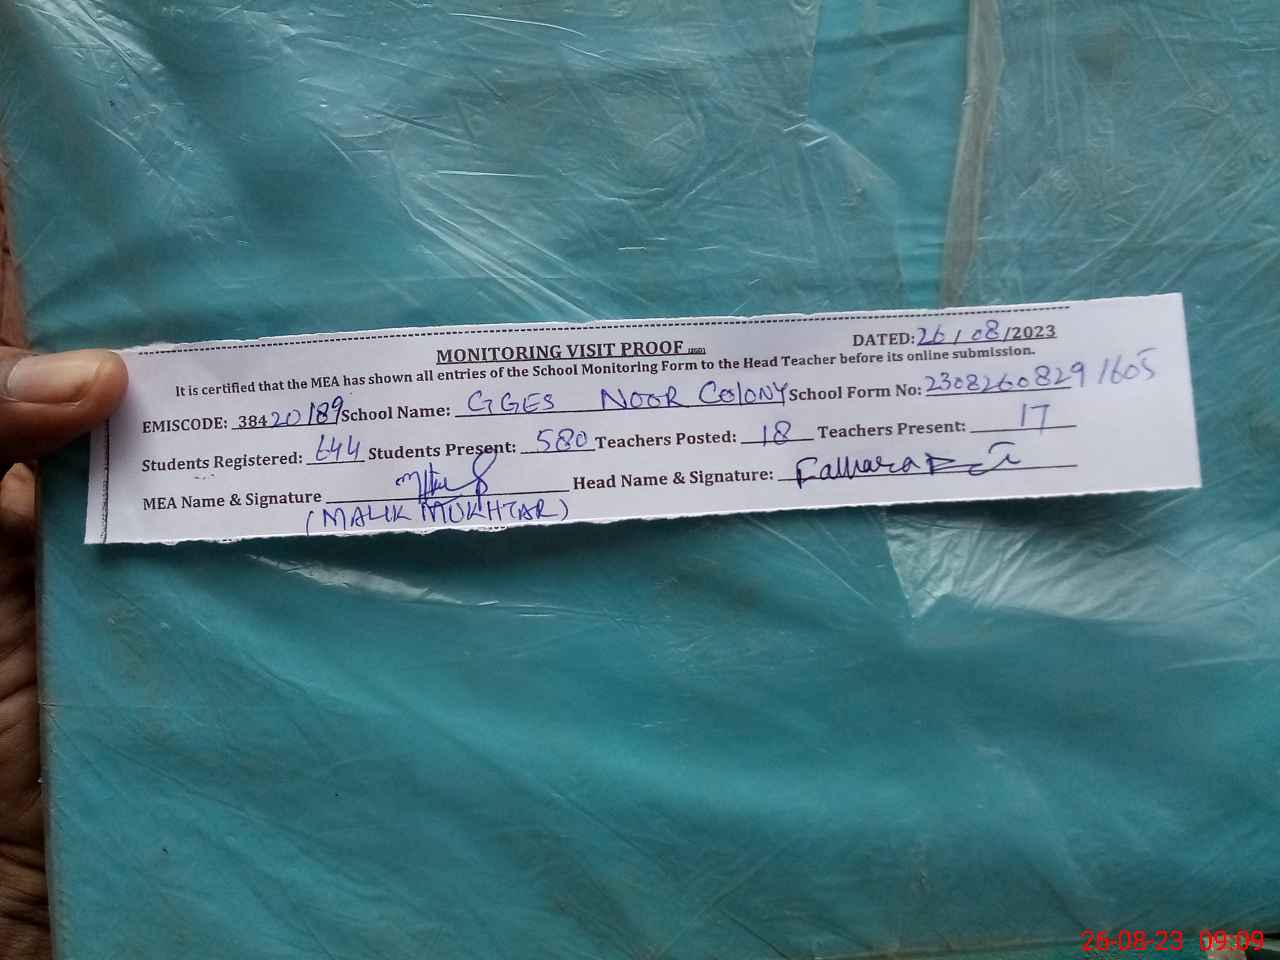 MONITORING VISIT PROOF
DATED: 26/08/2023
It is certified that the MEA has shown all entries of the School Monitoring Form to the Head Teacher before its online submission.
EMISCODE: 38420189 School Name: GGES NOOR COLONY School Form No: 23082608291605
Students Registered: 644 Students Present: 580 Teachers Posted: 18 Teachers Present: 17
MEA Name & Signature Head Name & Signature:
(MALIK MUKHTAR)
26-08-23 09:09